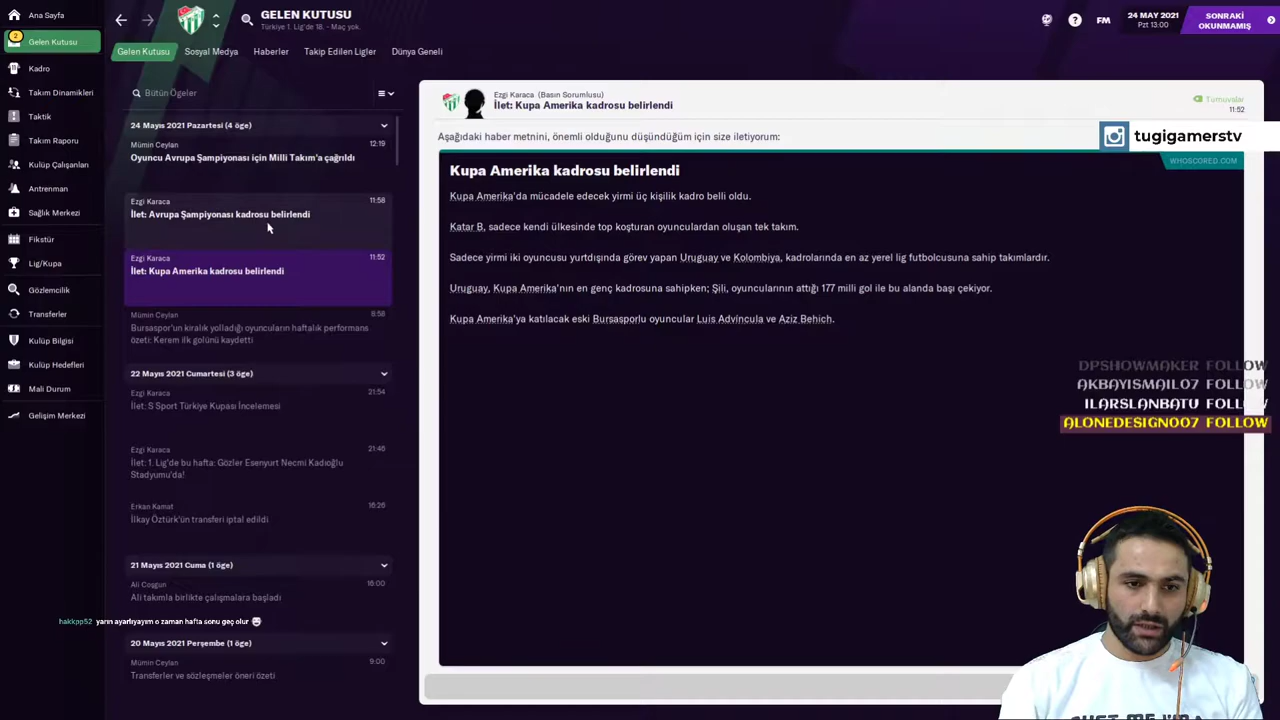 Ana Sayfa
2
Gelen Kutusu
Kadro
Takım Dinamikleri
Taktik
Takım Raporu
Kulüp Çalışanları
Antrenman
Sağlık Merkezi
Fikstür
Lig/Kupa
Gözlemcilik
Transferler
Kulüp Bilgisi
Kulüp Hedefleri
Mali Durum
Gelişim Merkezi
GELEN KUTUSU
Türkiye 1. Lig'de 18. - Maç yok.
?
FM
24 MAY 2021
Pzt 13:00
SONRAKİ
OKUNMAMIŞ
Gelen Kutusu
Sosyal Medya
Haberler
Takip Edilen Ligler
Dünya Geneli
Bütün Ögeler
24 Mayıs 2021 Pazartesi (4 öge)
Mümin Ceylan 12:19
Oyuncu Avrupa Şampiyonası için Milli Takım'a çağrıldı
Ezgi Karaca 11:58
İlet: Avrupa Şampiyonası kadrosu belirlendi
Ezgi Karaca 11:52
İlet: Kupa Amerika kadrosu belirlendi
Mümin Ceylan 8:58
Bursaspor'un kiralık yolladığı oyuncuların haftalık performans
özeti: Kerem ilk golünü kaydetti
22 Mayıs 2021 Cumartesi (3 öge)
Ezgi Karaca 21:54
İlet: S Sport Türkiye Kupası İncelemesi
Ezgi Karaca 21:46
İlet: 1. Lig'de bu hafta: Gözler Esenyurt Necmi Kadıoğlu
Stadyumu'da!
Erkan Kamat 16:26
İlkay Öztürk'ün transferi iptal edildi
21 Mayıs 2021 Cuma (1 öge)
Ali Coşgun 16:00
Ali takımla birlikte çalışmalara başladı
hakkpp52 yarın ayarlıyayım o zaman hafta sonu geç olur
20 Mayıs 2021 Perşembe (1 öge)
Mümin Ceylan 9:00
Transferler ve sözleşmeler öneri özeti
Ezgi Karaca (Basın Sorumlusu)
İlet: Kupa Amerika kadrosu belirlendi
11:52
Aşağıdaki haber metnini, önemli olduğunu düşündüğüm için size iletiyorum:
tugigamerstv
WHOSCORED.COM
Kupa Amerika kadrosu belirlendi
Kupa Amerika'da mücadele edecek yirmi üç kişilik kadro belli oldu.
Katar B, sadece kendi ülkesinde top koşturan oyunculardan oluşan tek takım.
Sadece yirmi iki oyuncusu yurtdışında görev yapan Uruguay ve Kolombiya, kadrolarında en az yerel lig futbolcusuna sahip takımlardır.
Uruguay, Kupa Amerika'nın en genç kadrosuna sahipken; Şili, oyuncularının attığı 177 milli gol ile bu alanda başı çekiyor.
Kupa Amerika'ya katılacak eski Bursasporlu oyuncular Luis Advíncula ve Aziz Behich.
DPSHOWMAKER FOLLOW
AKBAYISMAIL07 FOLLOW
ILARSLANBATU FOLLOW
ALONEDESIGN007 FOLLOW